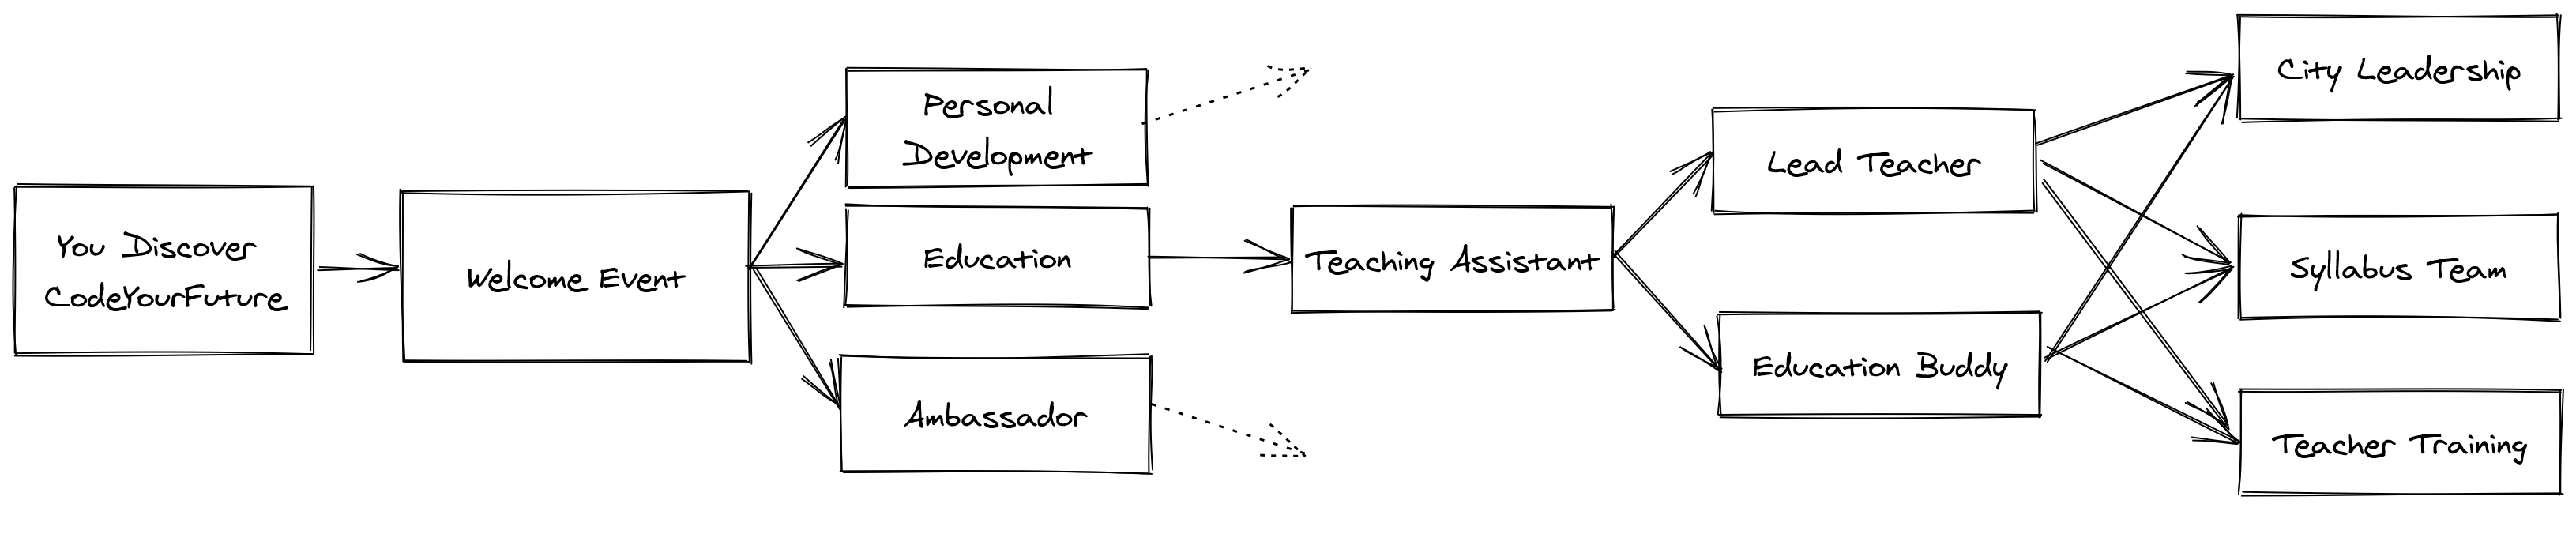 You Discover
CodeYourFuture
Welcome Event
Personal
Development
Education
Ambassador
Teaching Assistant
Lead Teacher
Education Buddy
City Leadership
Syllabus Team
Teacher Training